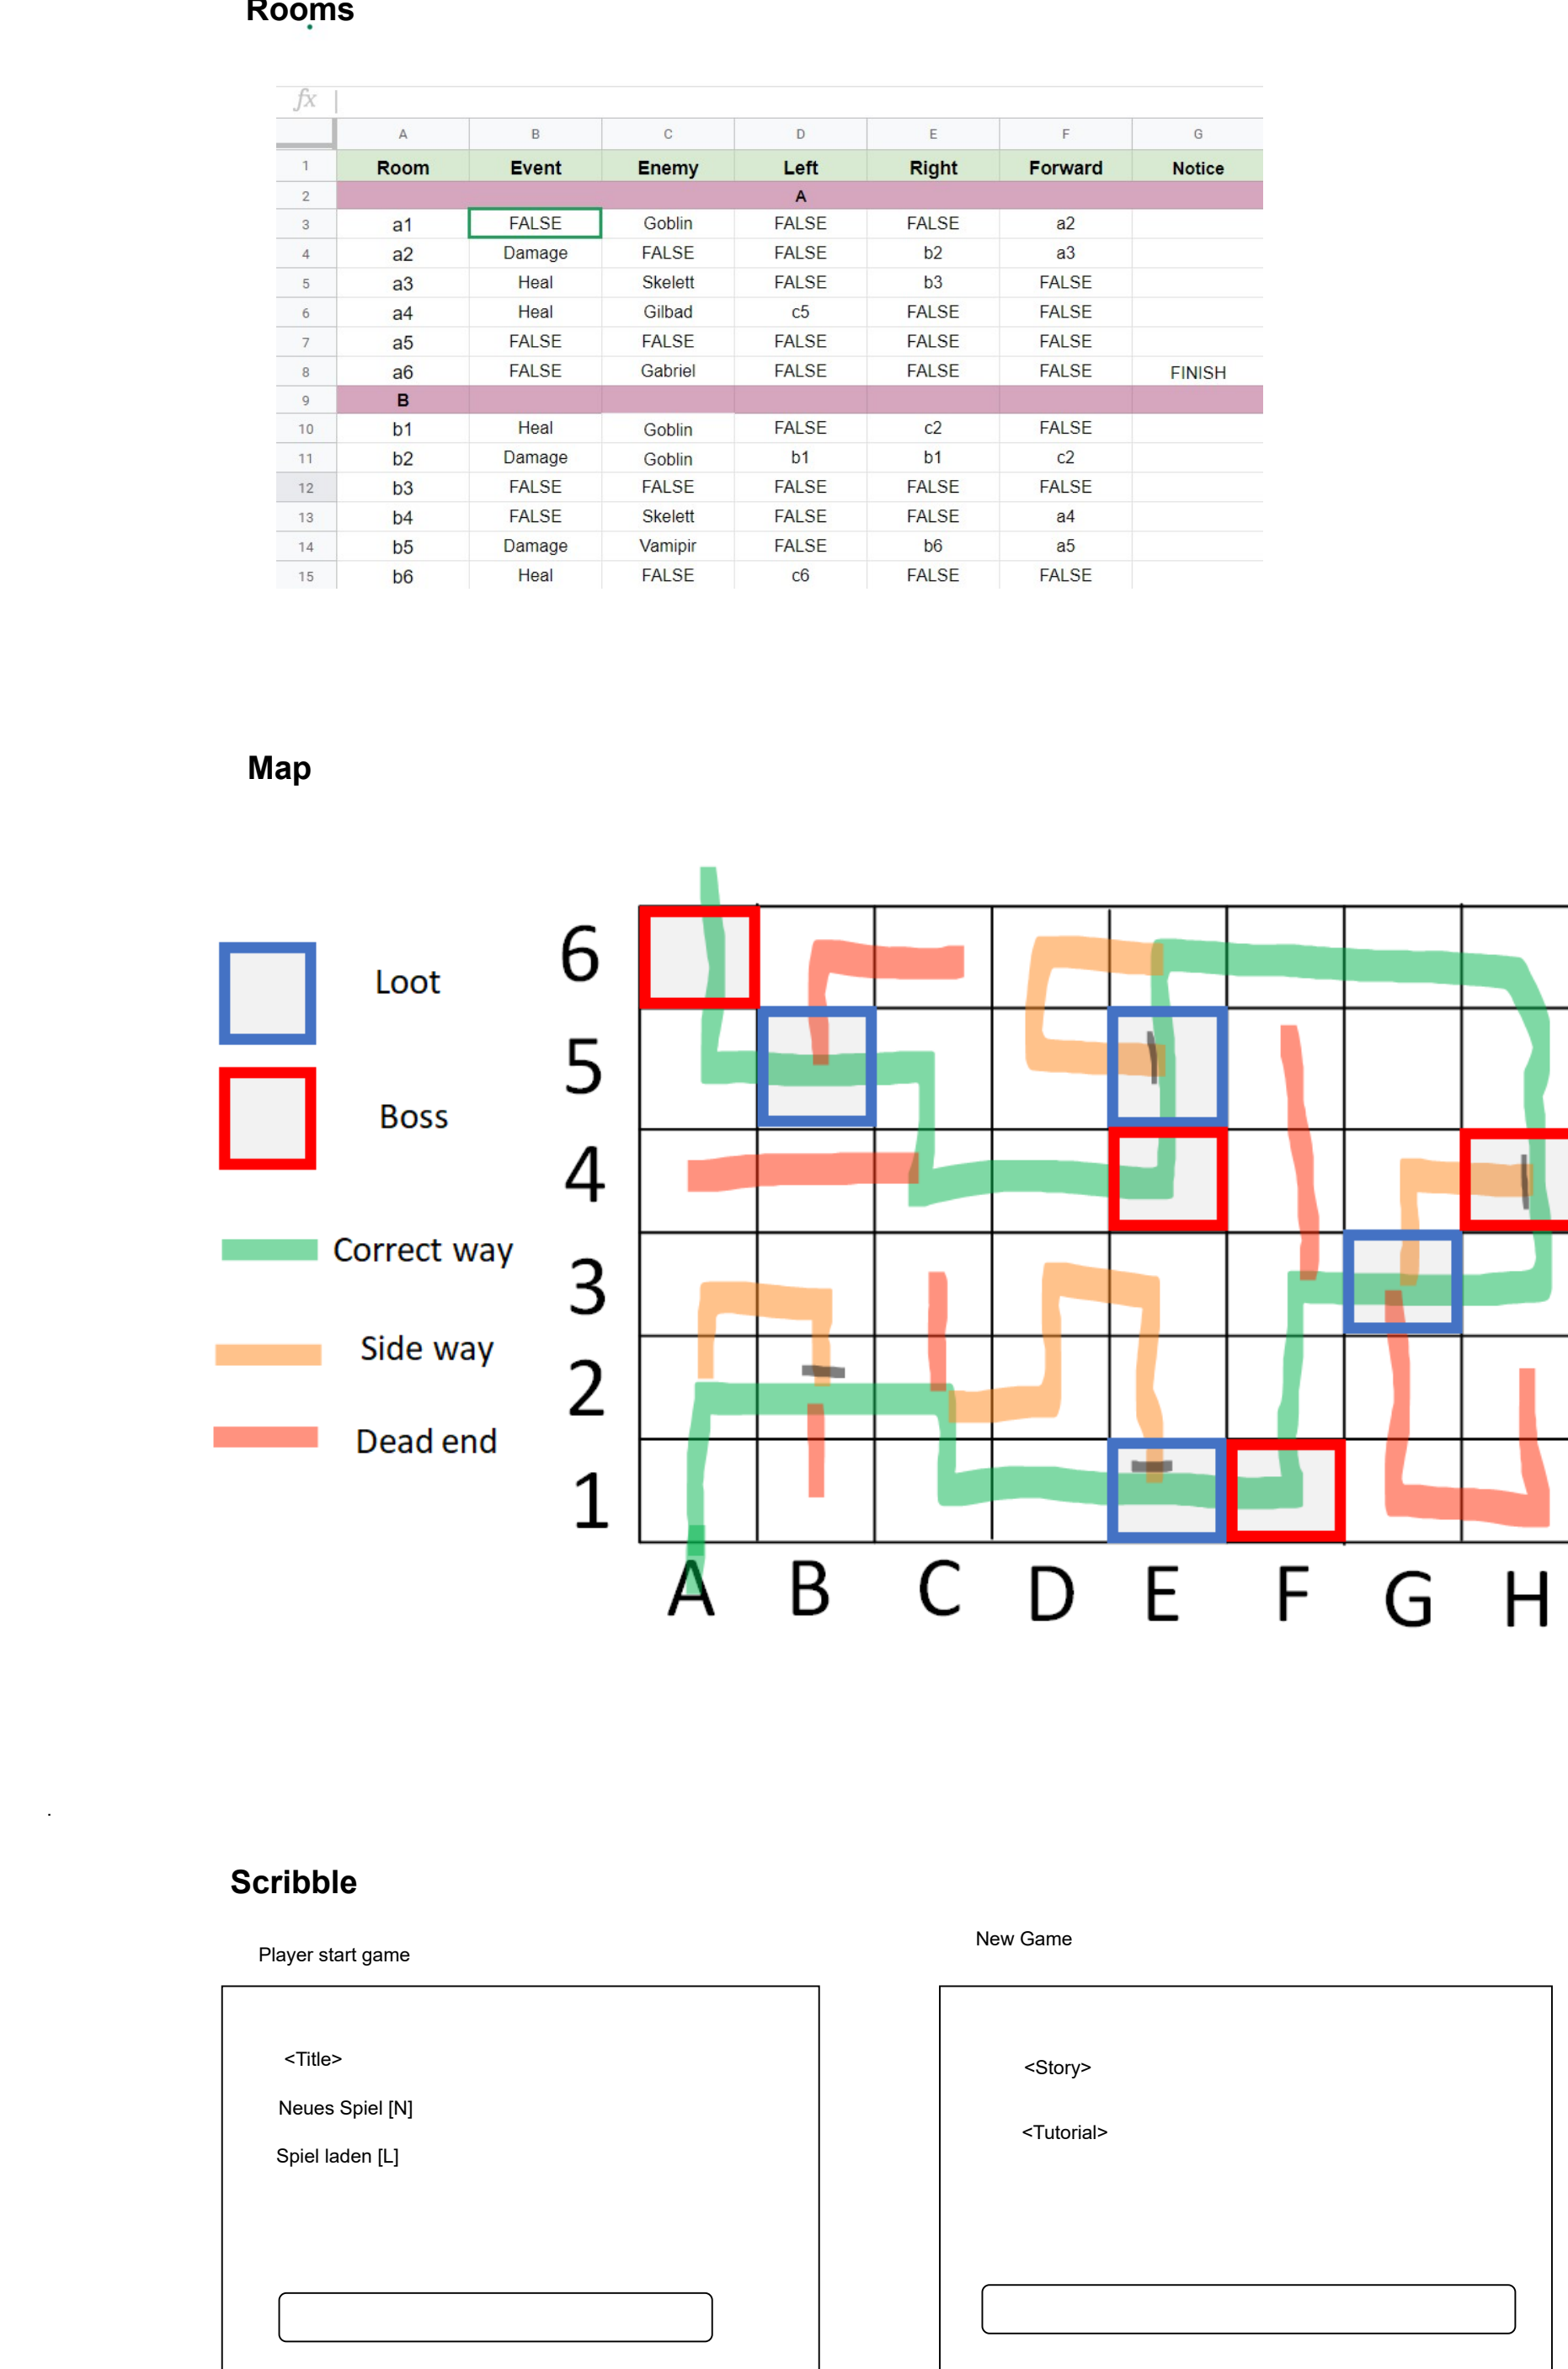 Rooms
fx
A B C D E F G
1 Room Event Enemy Left Right Forward Notice
2 A
3 a1 FALSE Goblin FALSE FALSE a2
4 a2 Damage FALSE FALSE b2 a3
5 a3 Heal Skelett FALSE b3 FALSE
6 a4 Heal Gilbad c5 FALSE FALSE
7 a5 FALSE FALSE FALSE FALSE FALSE
8 a6 FALSE Gabriel FALSE FALSE FALSE FINISH
9 B
10 b1 Heal Goblin FALSE c2 FALSE
11 b2 Damage Goblin b1 b1 c2
12 b3 FALSE FALSE FALSE FALSE FALSE
13 b4 FALSE Skelett FALSE FALSE a4
14 b5 Damage Vamipir FALSE b6 a5
15 b6 Heal FALSE c6 FALSE FALSE
Map
Loot
Boss
Correct way
Side way
Dead end
6
5
4
3
2
1
A B C D E F G H
.
Scribble
Player start game
<Title>
Neues Spiel [N]
Spiel laden [L]
New Game
<Story>
<Tutorial>